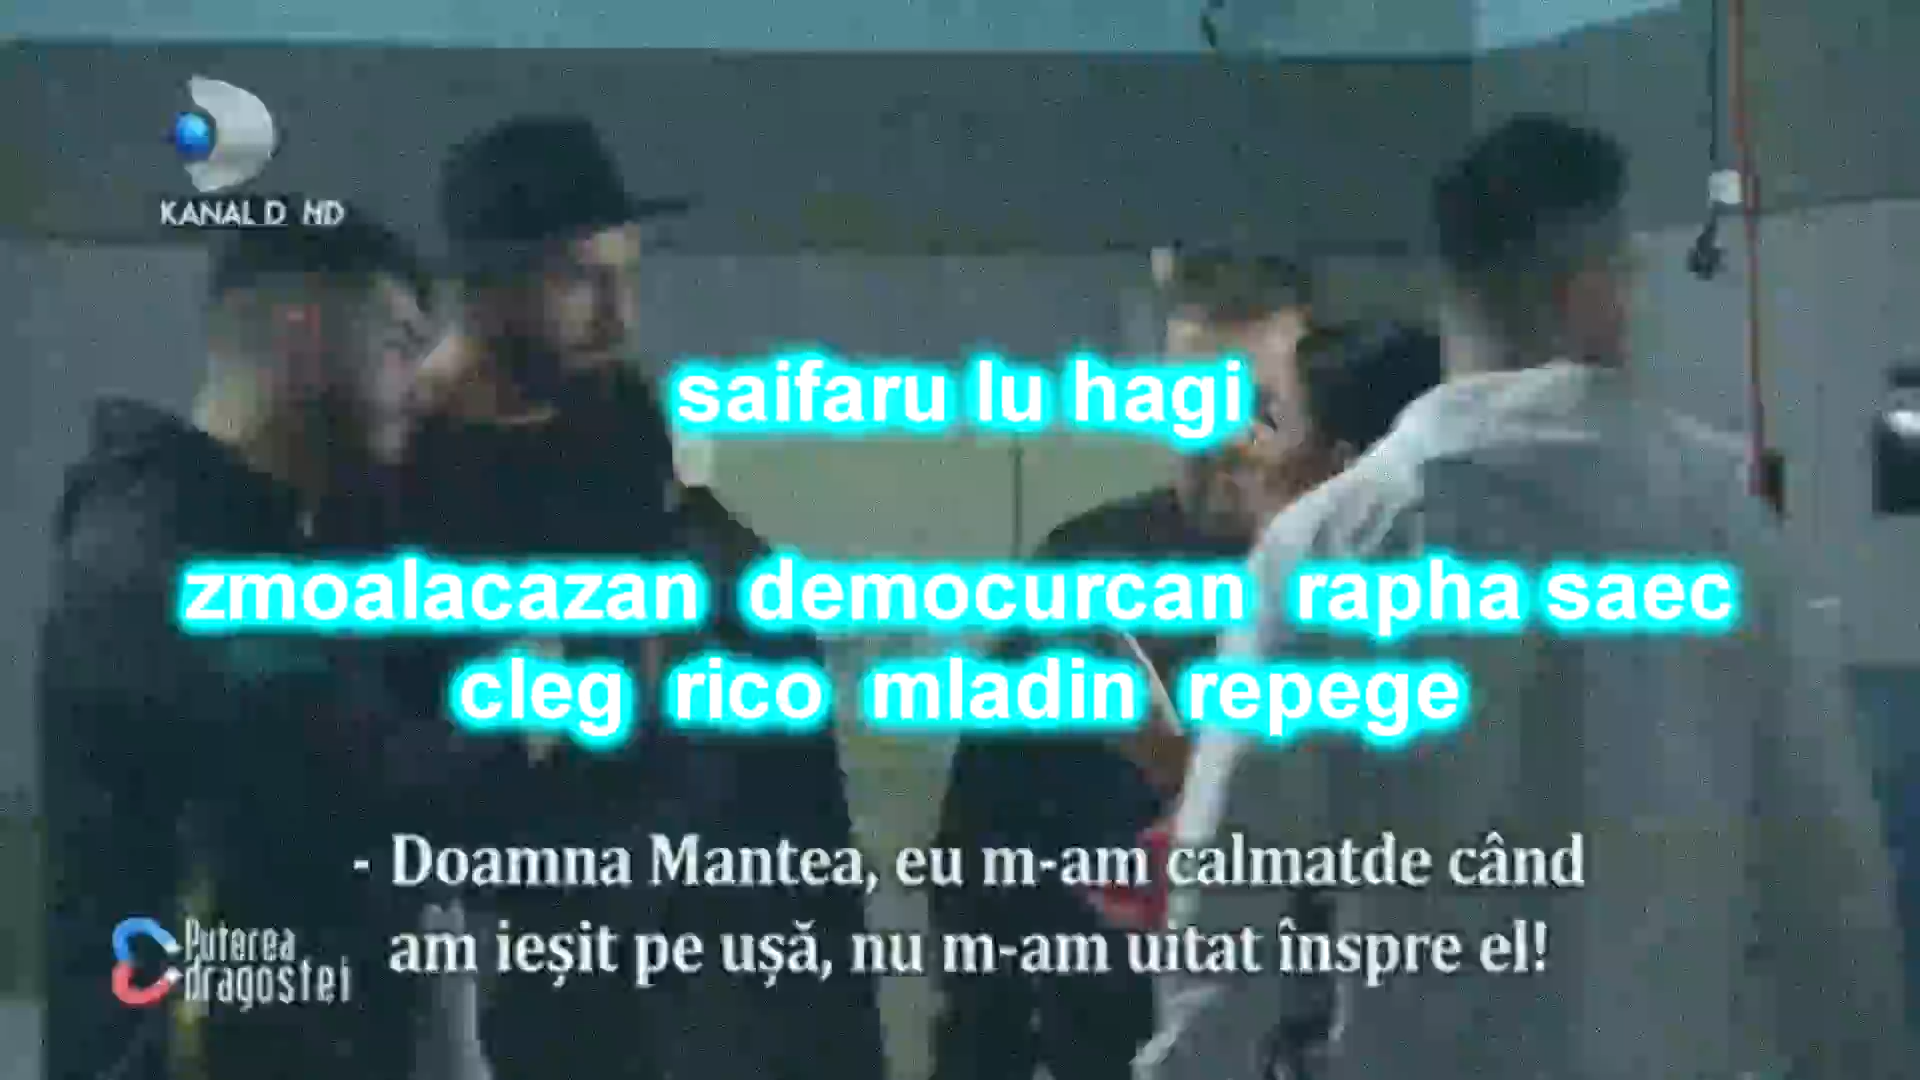 KANAL D HD
saifaru lu hagi
zmoalacazan democurcan rapha saec
cleg rico mladin repege
- Doamna Mantea, eu m-am calmatde când
am ieșit pe ușă, nu m-am uitat înspre el!
Puterea
dragostei